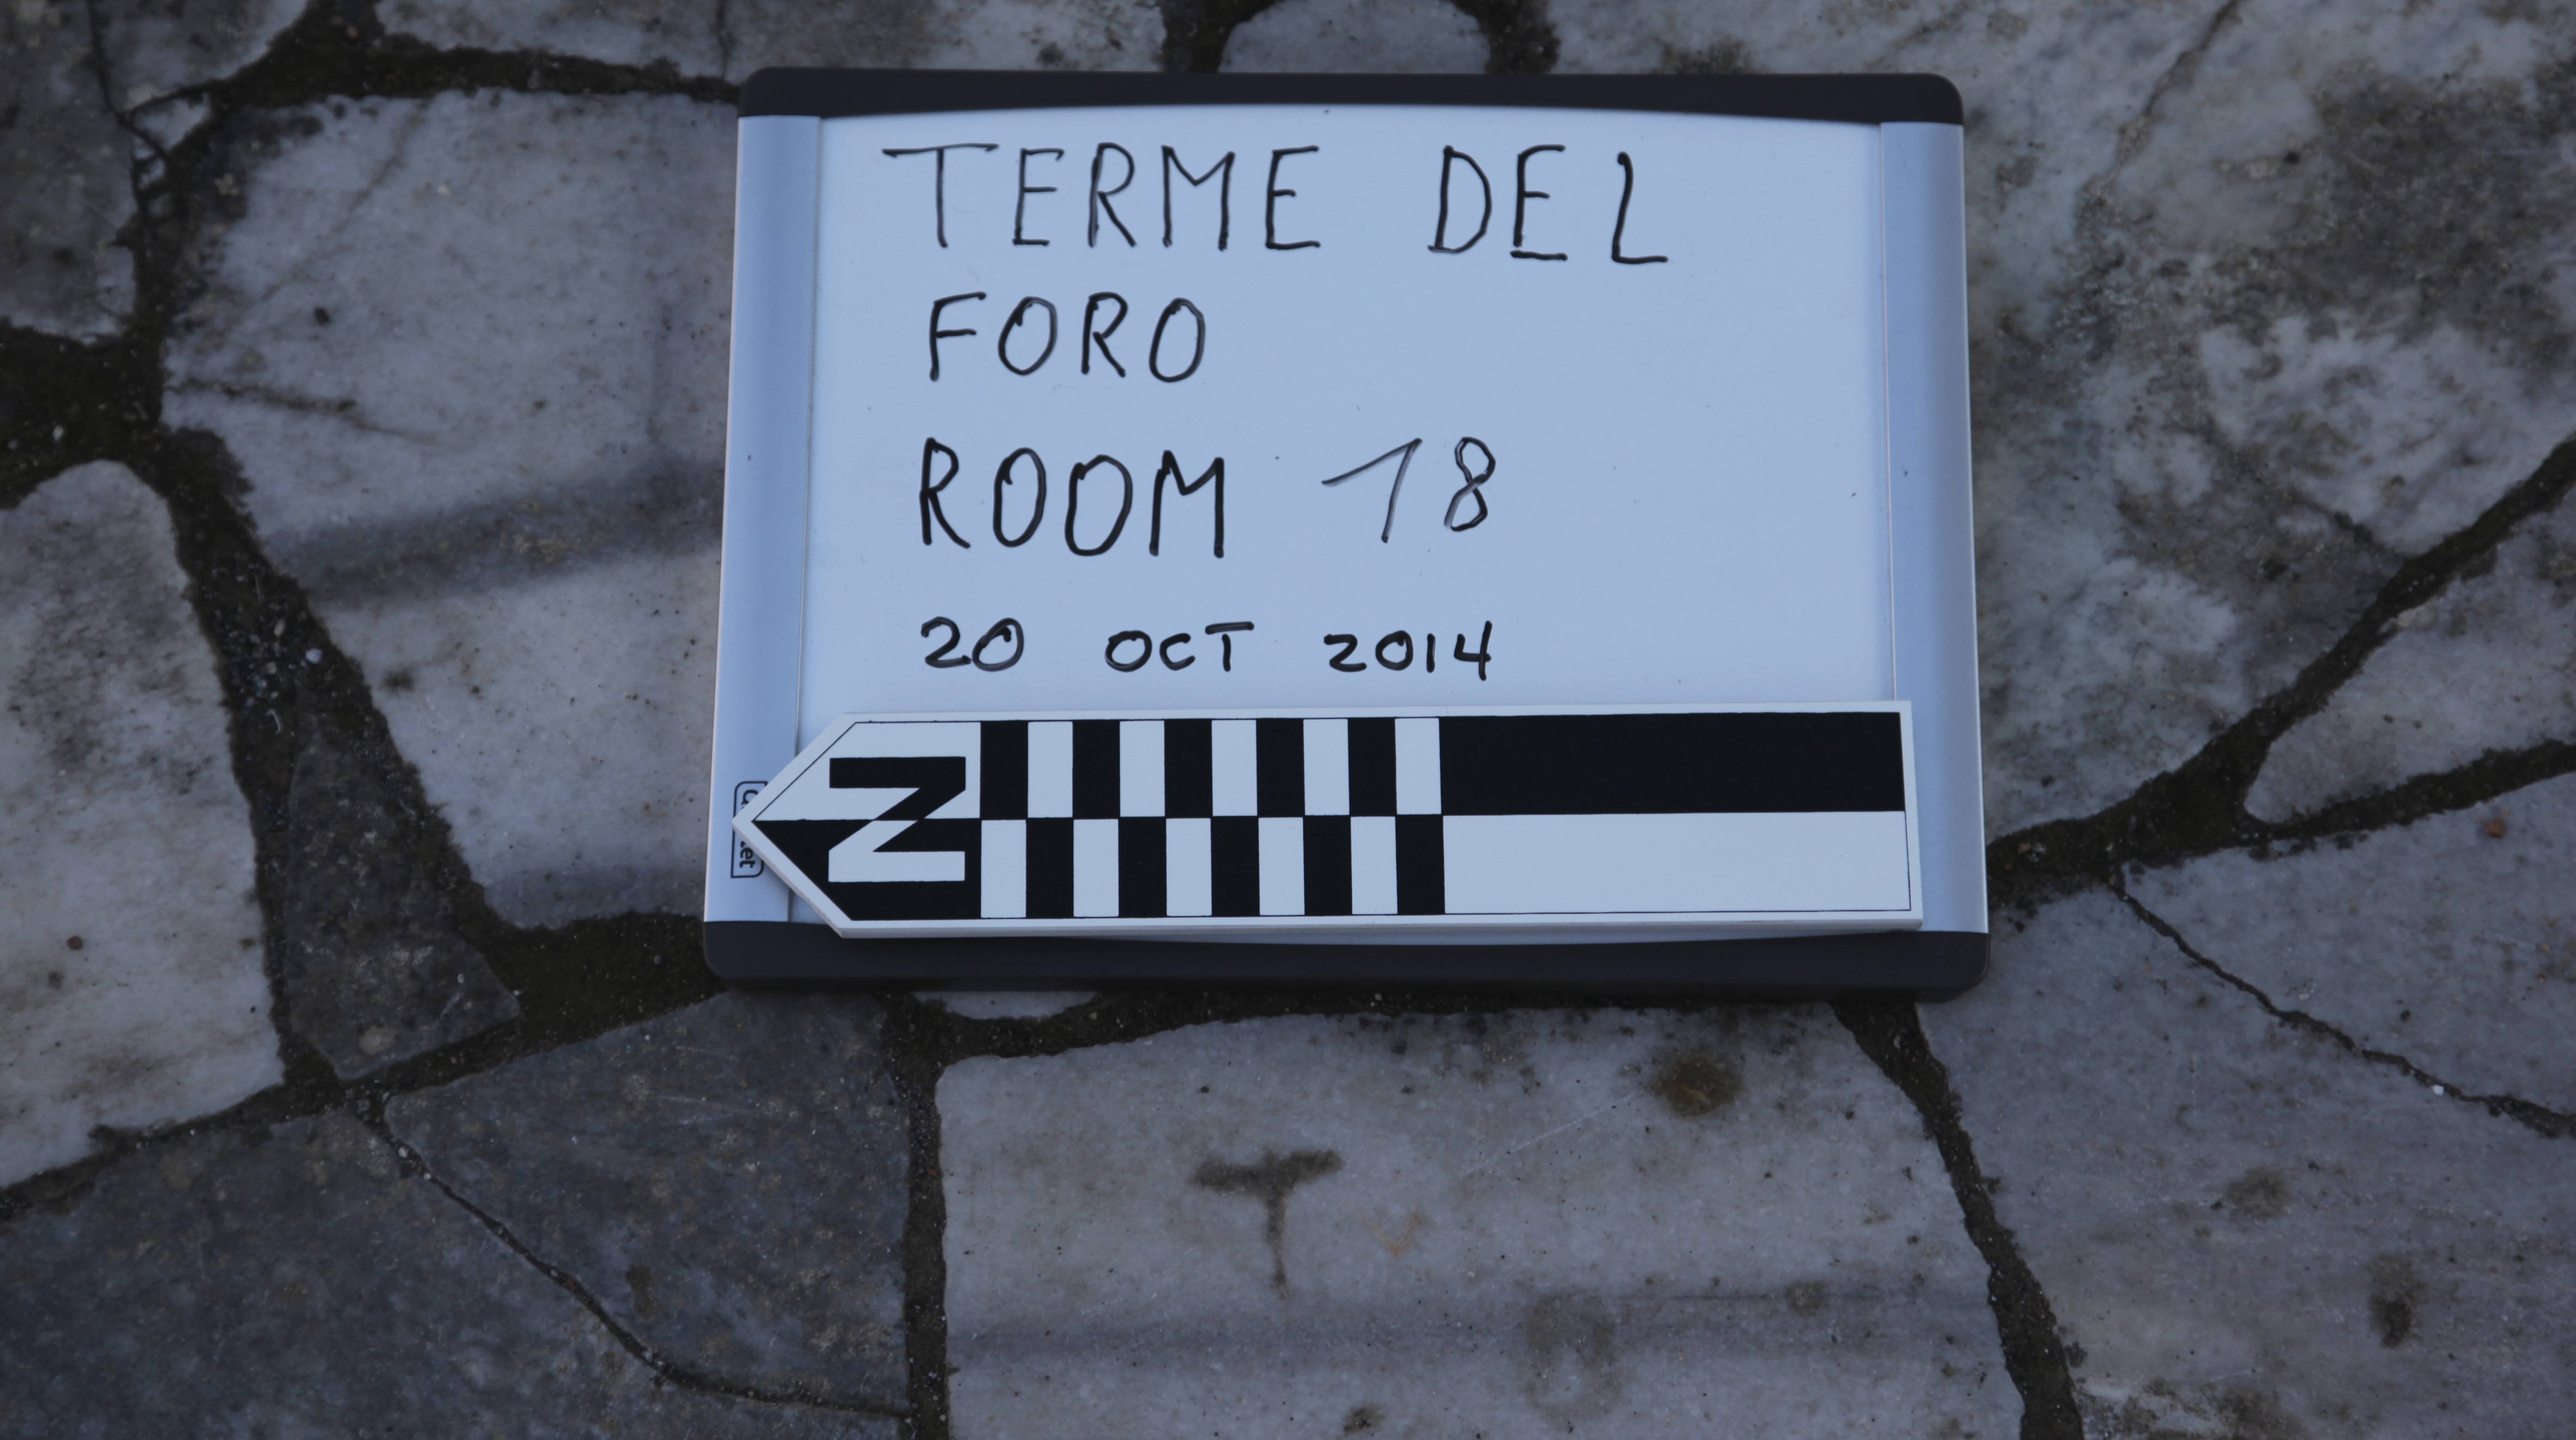 TERME DEL
FORO
ROOM 18
20 OCT 2014
N